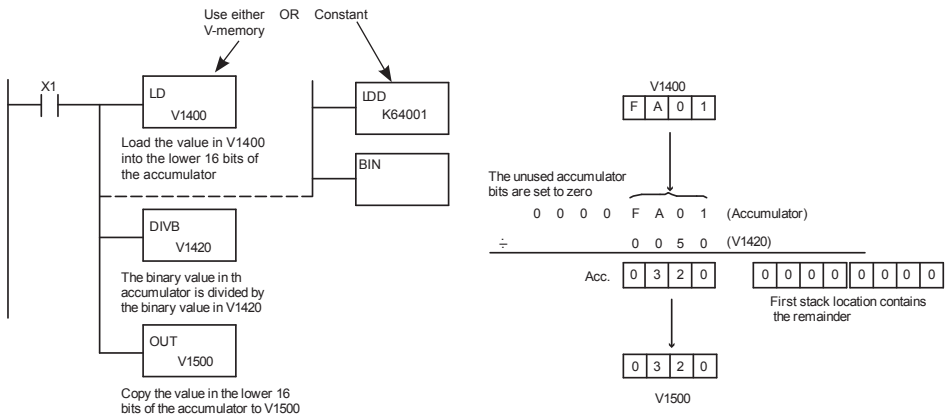 Use either OR Constant
V-memory
X1
LD
V1400
Load the value in V1400
into the lower 16 bits of
the accumulator
LDD
K64001
BIN
DIVB
V1420
The binary value in th
accumulator is divided by
the binary value in V1420
OUT
V1500
Copy the value in the lower 16
bits of the accumulator to V1500
V1400
F A 0 1
The unused accumulator
bits are set to zero
0 0 0 0 F A 0 1 (Accumulator)
÷ 0 0 5 0 (V1420)
Acc. 0 3 2 0 0 0 0 0 0 0 0 0
First stack location contains
the remainder
0 3 2 0
V1500